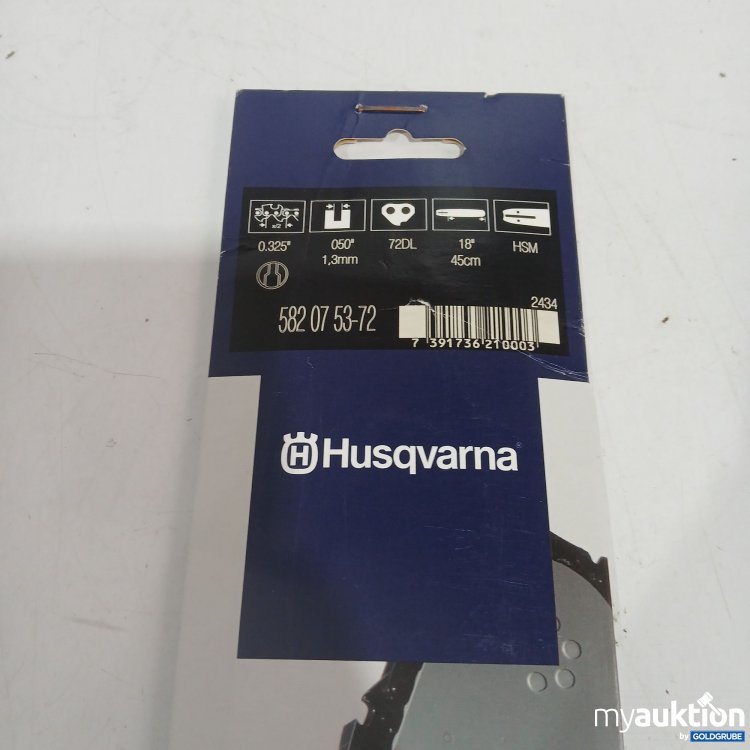 x/2
0.325" 050" 72DL 18" HSM
1,3mm 45cm
582 07 53-72
2434
7 391736 210003
H Husqvarna
myauktion
by GOLDGRUBE